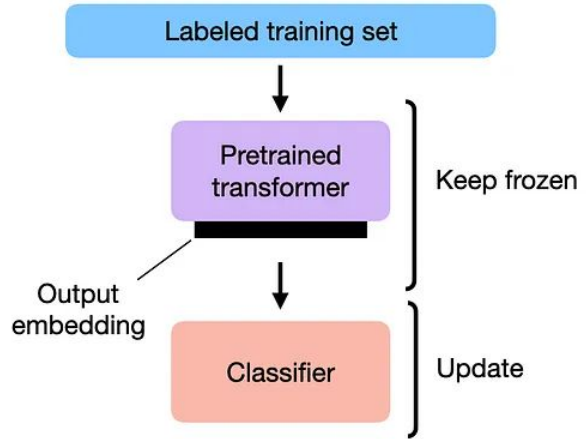 Labeled training set
Pretrained
transformer
Keep frozen
Output
embedding
Classifier
Update